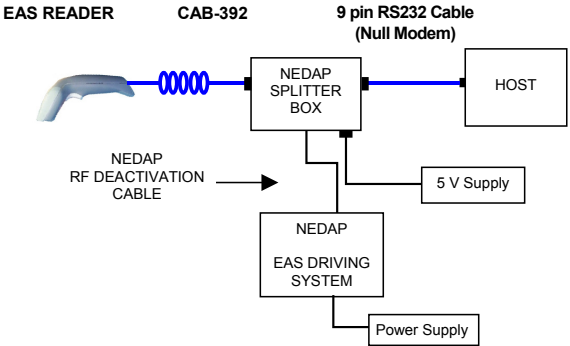 EAS READER
CAB-392
9 pin RS232 Cable
(Null Modem)
NEDAP
SPLITTER
BOX
HOST
NEDAP
RF DEACTIVATION
CABLE
5 V Supply
NEDAP
EAS DRIVING
SYSTEM
Power Supply